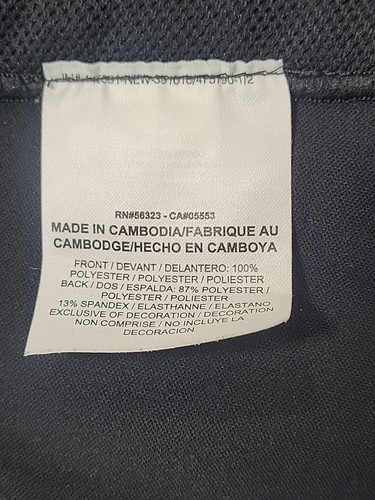 RN#56323 - CA#05553
MADE IN CAMBODIA/FABRIQUE AU
CAMBODGE/HECHO EN CAMBOYA
FRONT / DEVANT / DELANTERO: 100%
POLYESTER / POLYESTER / POLIESTER
BACK / DOS / ESPALDA: 87% POLYESTER /
POLYESTER / POLIESTER
13% SPANDEX / ELASTHANNE / ELASTANO
EXCLUSIVE OF DECORATION / DECORATION
NON COMPRISE / NO INCLUYE LA
DECORACION